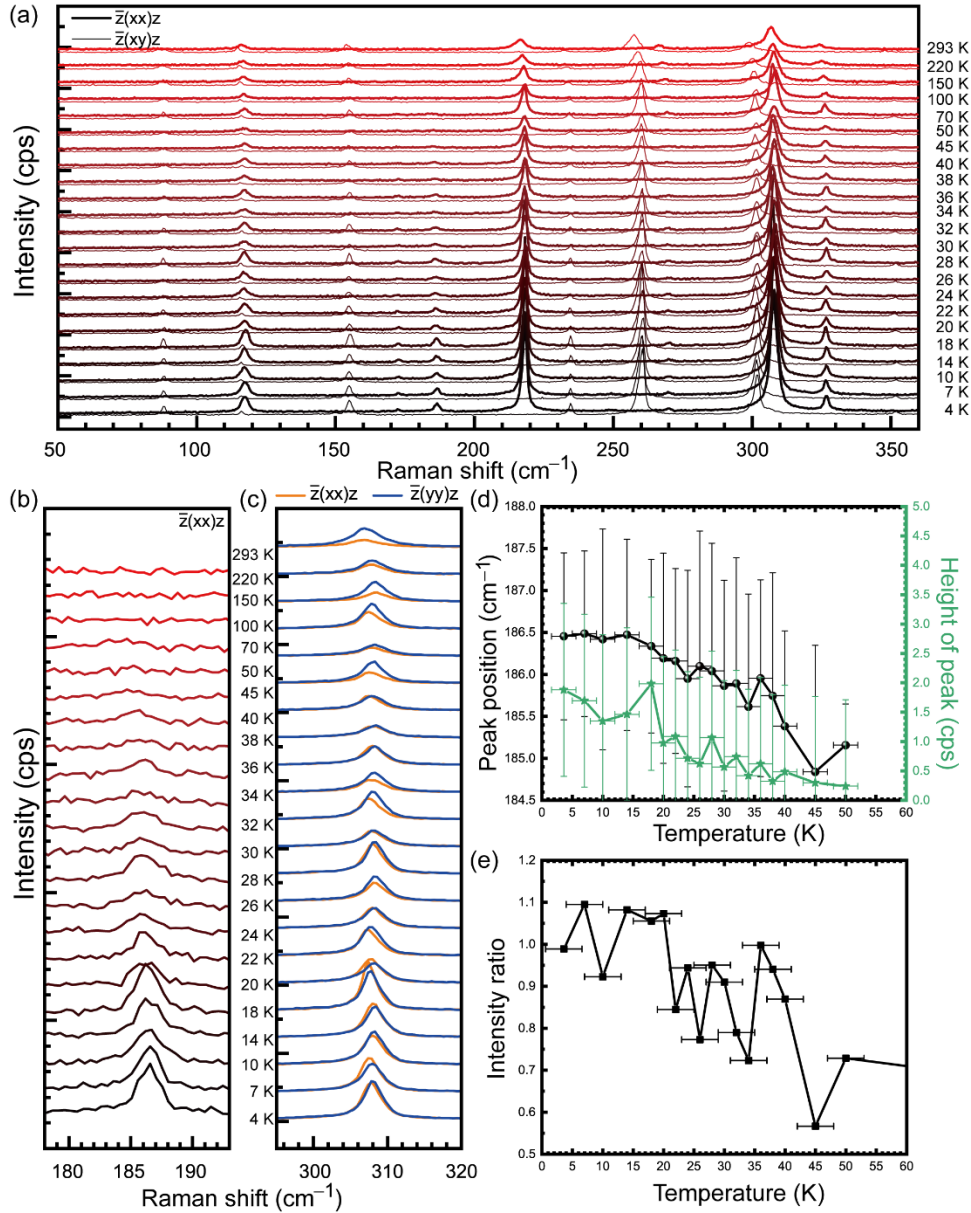 (a)
z̅(xx)z
z̅(xy)z
Intensity (cps)
293 K
220 K
150 K
100 K
70 K
50 K
45 K
40 K
38 K
36 K
34 K
32 K
30 K
28 K
26 K
24 K
22 K
20 K
18 K
14 K
10 K
7 K
4 K
50 100 150 200 250 300 350
Raman shift (cm⁻¹)
(b)
z̅(xx)z
Intensity (cps)
293 K
220 K
150 K
100 K
70 K
50 K
45 K
40 K
38 K
36 K
34 K
32 K
30 K
28 K
26 K
24 K
22 K
20 K
18 K
14 K
10 K
7 K
4 K
180 185 190
(c)
z̅(xx)z z̅(yy)z
300 310 320
Raman shift (cm⁻¹)
(d)
Peak position (cm⁻¹)
188.0
187.5
187.0
186.5
186.0
185.5
185.0
184.5
Height of peak (cps)
5.0
4.5
4.0
3.5
3.0
2.5
2.0
1.5
1.0
0.5
0.0
0 5 10 15 20 25 30 35 40 45 50 55 60
Temperature (K)
(e)
Intensity ratio
1.2
1.1
1.0
0.9
0.8
0.7
0.6
0.5
0 5 10 15 20 25 30 35 40 45 50 55 60
Temperature (K)